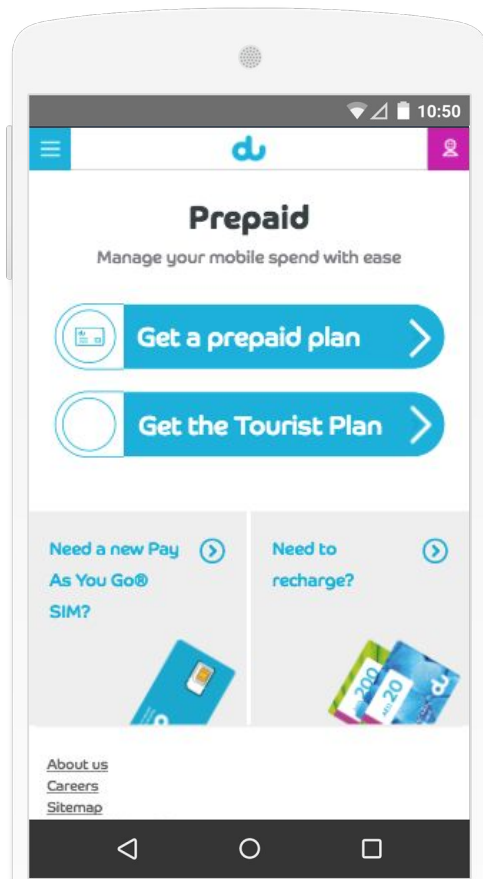 10:50
du
Prepaid
Manage your mobile spend with ease
Get a prepaid plan
Get the Tourist Plan
Need a new Pay
As You Go®
SIM?
Need to
recharge?
200
AED 20
du
About us
Careers
Sitemap